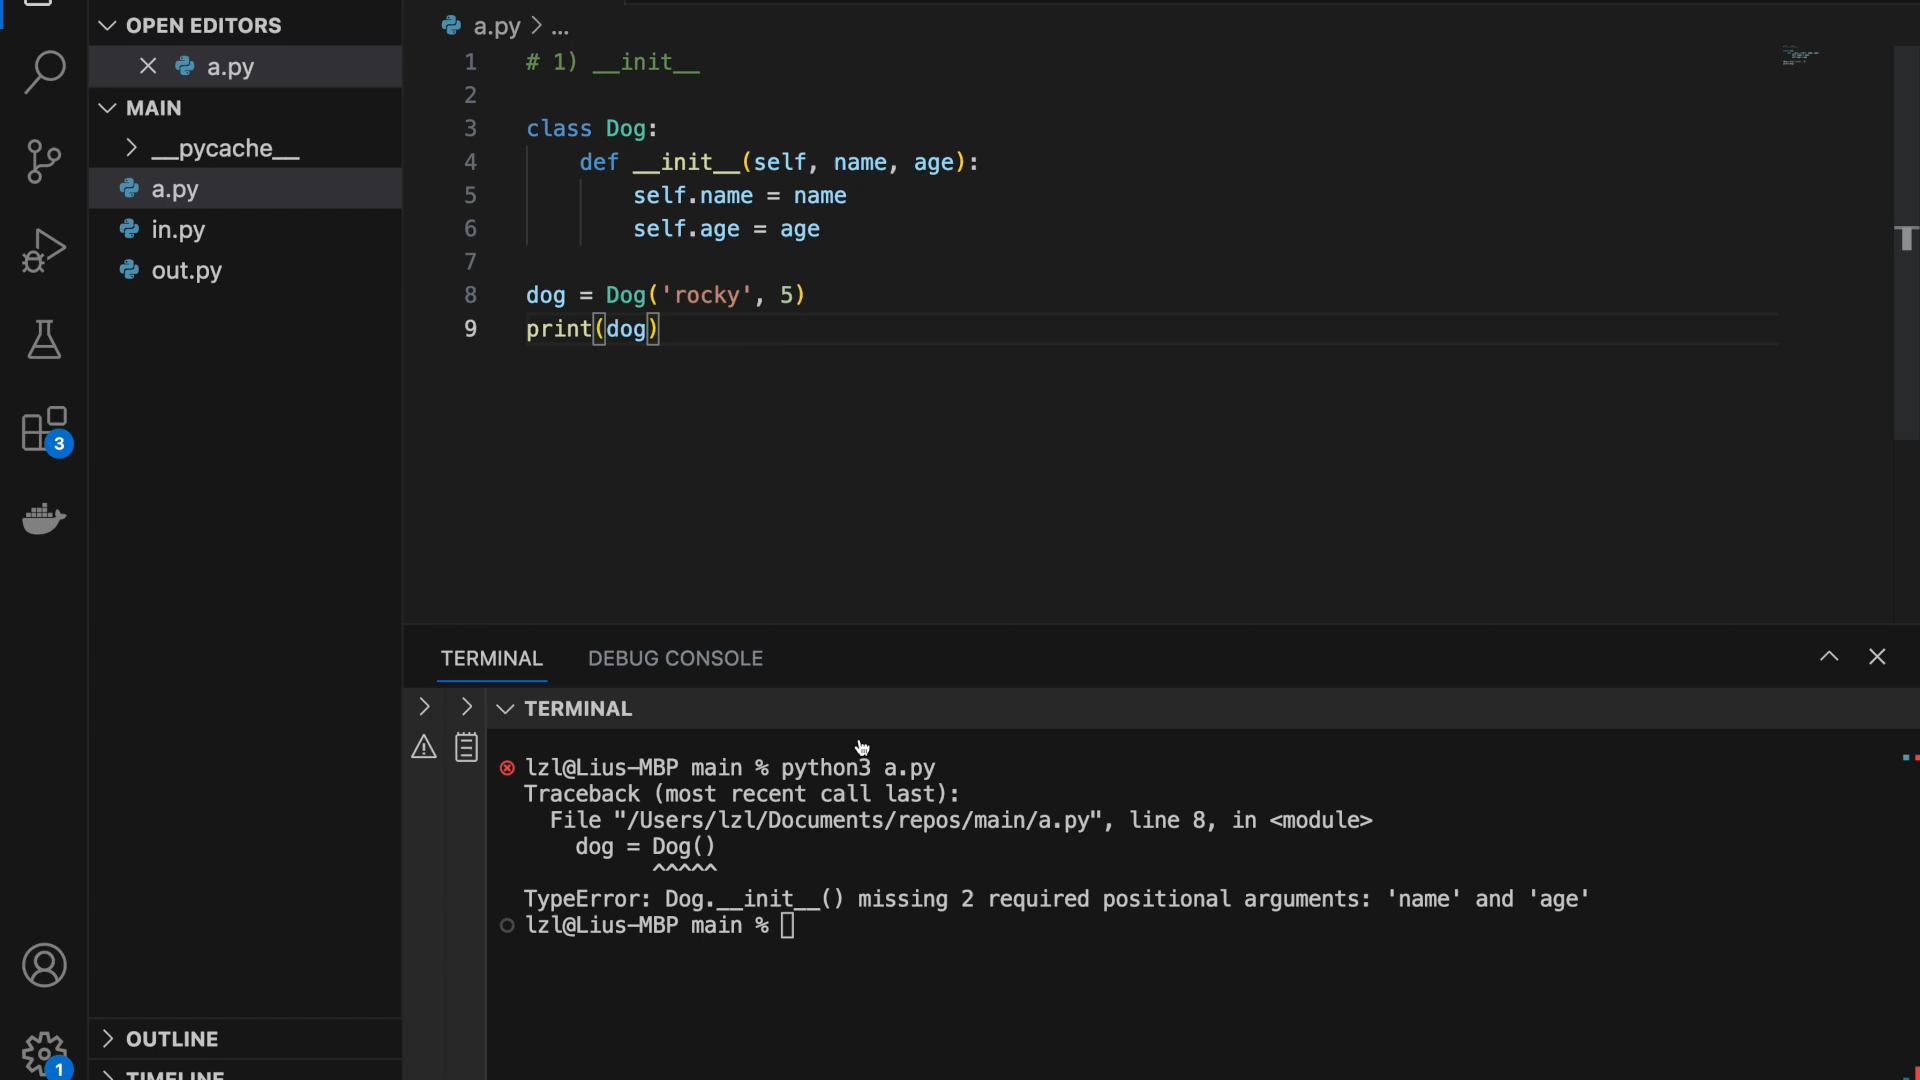 OPEN EDITORS
a.py
MAIN
__pycache__
a.py
in.py
out.py
3
OUTLINE
1
TIMELINE
a.py > ...
1 # 1) __init__
2
3 class Dog:
4 def __init__(self, name, age):
5 self.name = name
6 self.age = age
7
8 dog = Dog('rocky', 5)
9 print(dog)
TERMINAL DEBUG CONSOLE
TERMINAL
lzl@Lius-MBP main % python3 a.py
Traceback (most recent call last):
File "/Users/lzl/Documents/repos/main/a.py", line 8, in <module>
dog = Dog()
^^^^^
TypeError: Dog.__init__() missing 2 required positional arguments: 'name' and 'age'
lzl@Lius-MBP main %